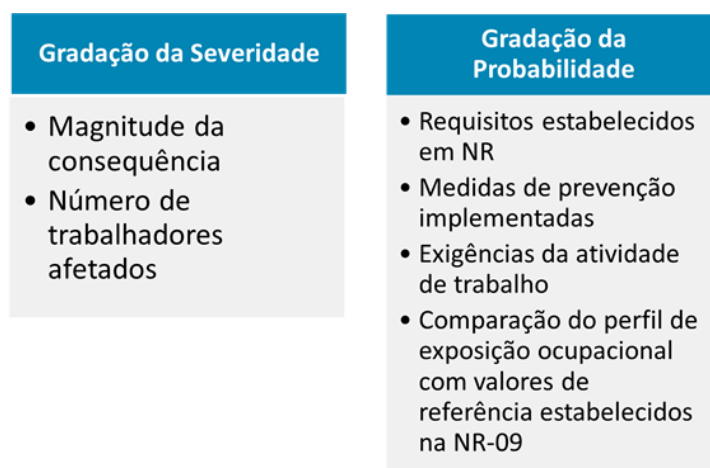 Gradação da Severidade
• Magnitude da
consequência
• Número de
trabalhadores
afetados
Gradação da
Probabilidade
• Requisitos estabelecidos
em NR
• Medidas de prevenção
implementadas
• Exigências da atividade
de trabalho
• Comparação do perfil de
exposição ocupacional
com valores de
referência estabelecidos
na NR-09